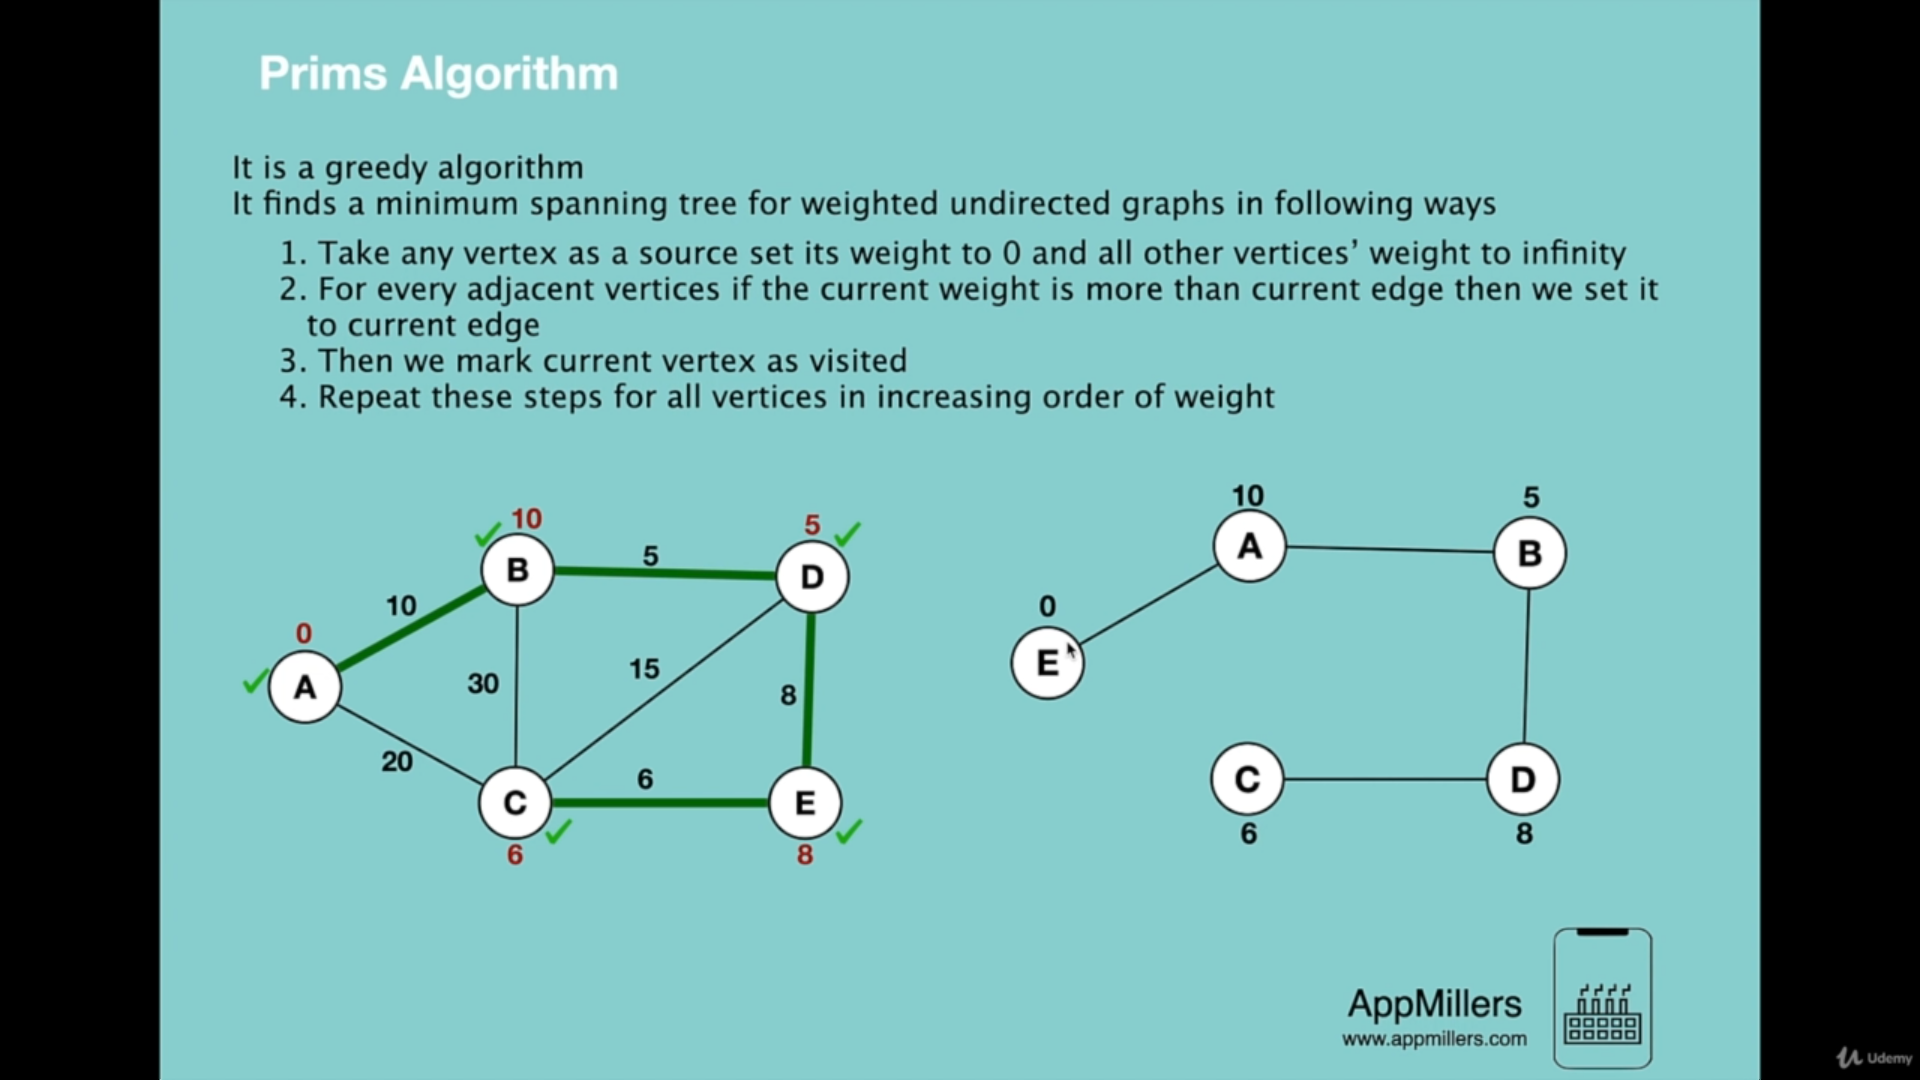 Prims Algorithm
It is a greedy algorithm
It finds a minimum spanning tree for weighted undirected graphs in following ways
1. Take any vertex as a source set its weight to 0 and all other vertices’ weight to infinity
2. For every adjacent vertices if the current weight is more than current edge then we set it
to current edge
3. Then we mark current vertex as visited
4. Repeat these steps for all vertices in increasing order of weight
10
5
B
5
D
10
0
A
30
15
8
20
6
C
E
6
8
10
5
A
B
0
E
C
D
6
8
AppMillers
www.appmillers.com
Udemy